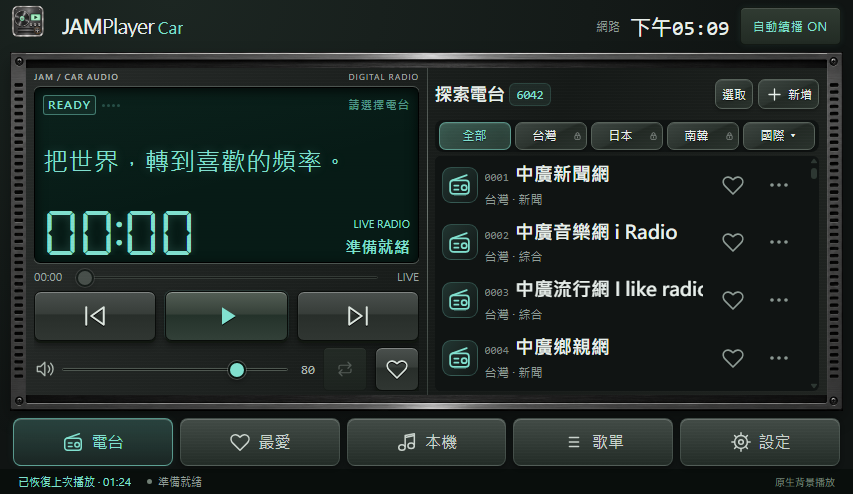 JAMPlayer Car
網路 下午05:09 自動續播 ON
JAM / CAR AUDIO DIGITAL RADIO
READY 請選擇電台
把世界，轉到喜歡的頻率。
00:00
LIVE RADIO
準備就緒
00:00 LIVE
80
探索電台 6042 選取 新增
全部 台灣 日本 南韓 國際
0001 中廣新聞網
台灣 · 新聞
0002 中廣音樂網 i Radio
台灣 · 綜合
0003 中廣流行網 I like radio
台灣 · 綜合
0004 中廣鄉親網
台灣 · 新聞
電台 最愛 本機 歌單 設定
已恢復上次播放 · 01:24 準備就緒 原生背景播放